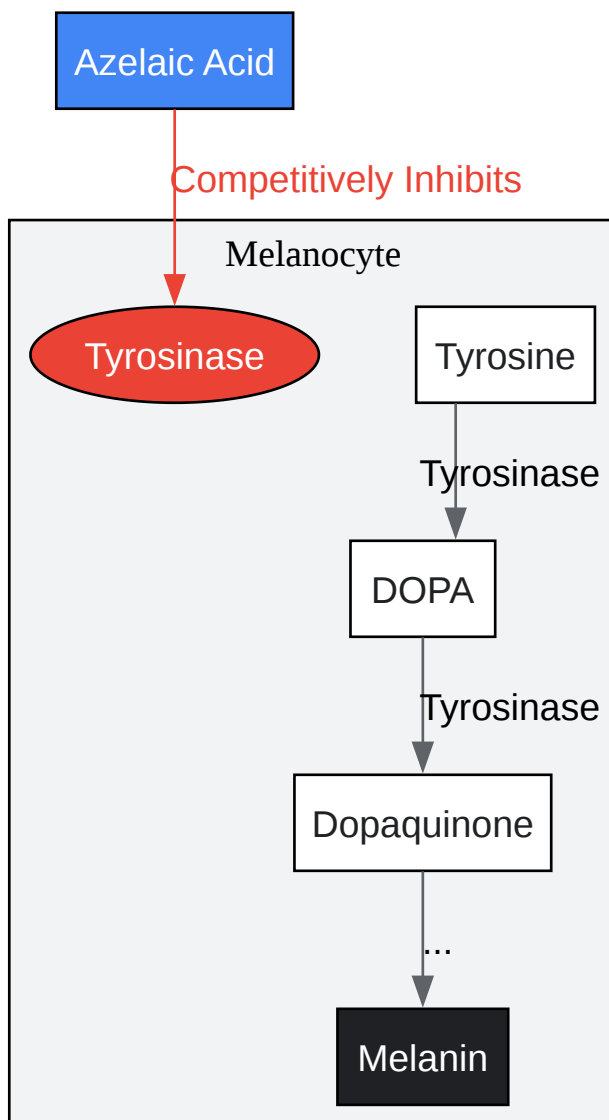 Azelaic Acid
Competitively Inhibits
Melanocyte
Tyrosinase
Tyrosine
Tyrosinase
DOPA
Tyrosinase
Dopaquinone
...
Melanin